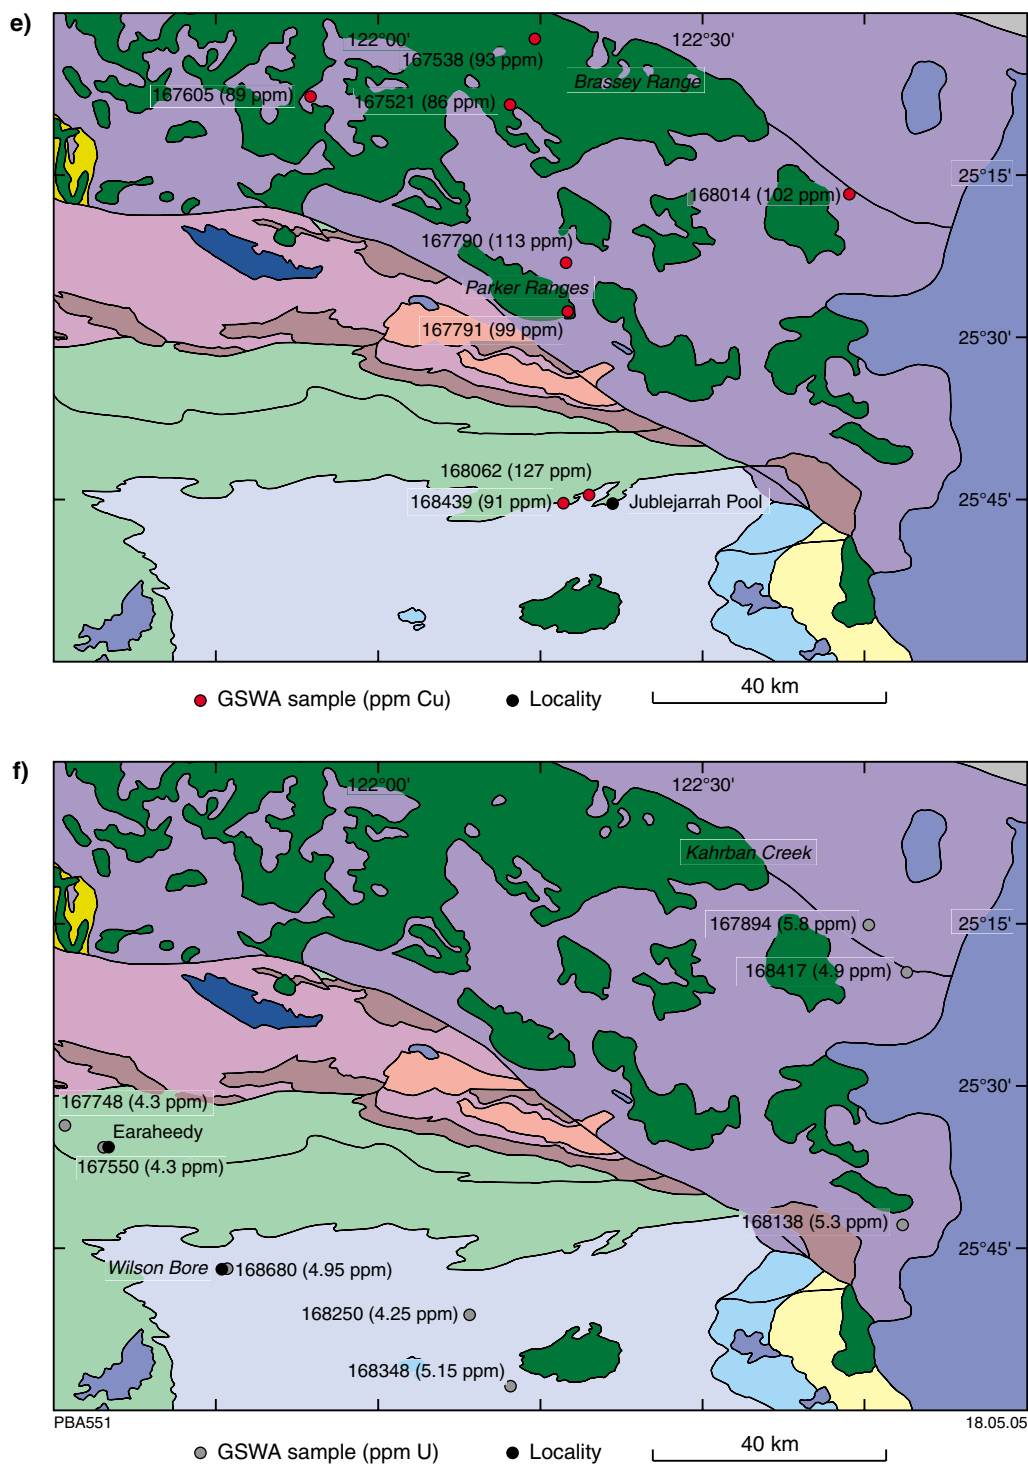 e)
122°00'
122°30'
167538 (93 ppm)
Brassey Range
167605 (89 ppm)
167521 (86 ppm)
25°15'
168014 (102 ppm)
167790 (113 ppm)
Parker Ranges
167791 (99 ppm)
25°30'
168062 (127 ppm)
168439 (91 ppm)
Jublejarrah Pool
25°45'
GSWA sample (ppm Cu)
Locality
40 km
f)
122°00'
122°30'
Kahrban Creek
167894 (5.8 ppm)
25°15'
168417 (4.9 ppm)
25°30'
167748 (4.3 ppm)
Earaheedy
167550 (4.3 ppm)
168138 (5.3 ppm)
25°45'
Wilson Bore
168680 (4.95 ppm)
168250 (4.25 ppm)
168348 (5.15 ppm)
PBA551
18.05.05
GSWA sample (ppm U)
Locality
40 km